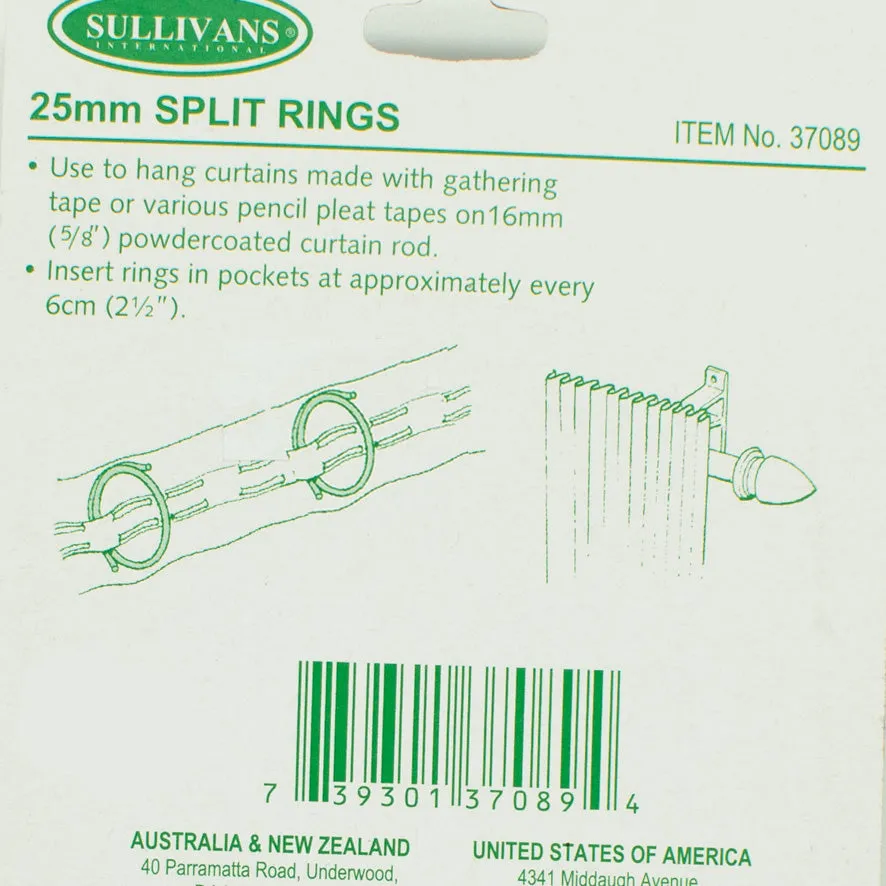 SULLIVANS®
INTERNATIONAL
25mm SPLIT RINGS
ITEM No. 37089
• Use to hang curtains made with gathering
tape or various pencil pleat tapes on16mm
(5/8") powdercoated curtain rod.
• Insert rings in pockets at approximately every
6cm (2½").
7 39301 37089 4
AUSTRALIA & NEW ZEALAND
40 Parramatta Road, Underwood,
UNITED STATES OF AMERICA
4341 Middaugh Avenue